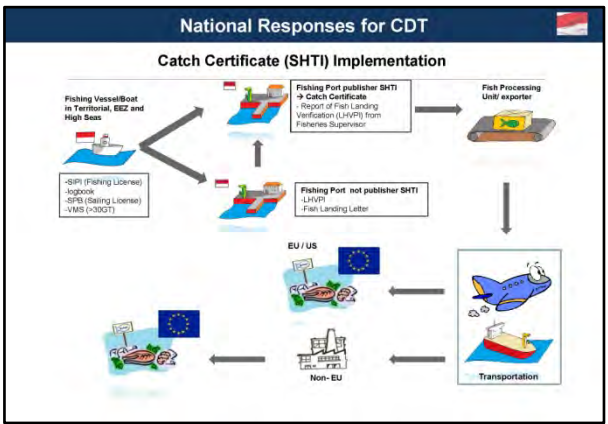 National Responses for CDT
Catch Certificate (SHTI) Implementation
Fishing Vessel/Boat
in Territorial, EEZ and
High Seas
-SIPI (Fishing License)
-logbook
-SPB (Sailing License)
-VMS (>30GT)
Fishing Port publisher SHTI
→ Catch Certificate
- Report of Fish Landing
Verification (LHVPI) from
Fisheries Supervisor
Fishing Port not publisher SHTI
-LHVPI
-Fish Landing Letter
Fish Processing
Unit/ exporter
EU / US
Non- EU
Transportation